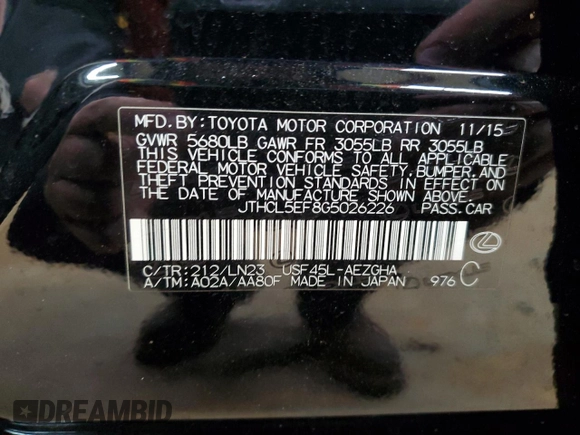 MFD.BY:TOYOTA MOTOR CORPORATION 11/15
GVWR 5680LB GAWR FR 3055LB RR 3055LB
THIS VEHICLE CONFORMS TO ALL APPLICABLE
FEDERAL MOTOR VEHICLE SAFETY,BUMPER,AND
THEFT PREVENTION STANDARDS IN EFFECT ON
THE DATE OF MANUFACTURE SHOWN ABOVE.
JTHCL5EF8G5026226 PASS.CAR
C/TR:212/LN23 USF45L-AEZGHA
A/TM:A02A/AA80F MADE IN JAPAN 976 C
DREAMBID